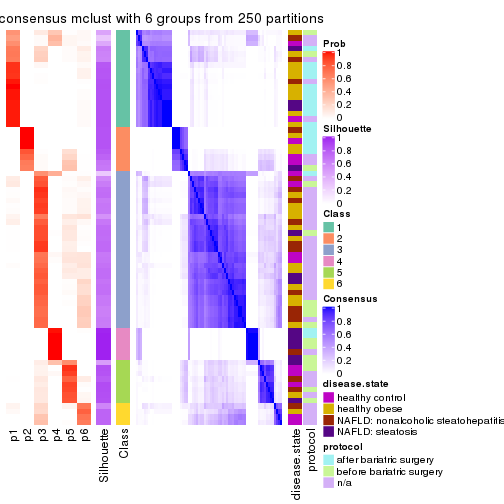 consensus mclust with 6 groups from 250 partitions
Prob
1
0.8
0.6
0.4
0.2
0
Silhouette
1
0.8
0.6
0.4
0.2
0
Class
1
2
3
4
5
6
Consensus
1
0.8
0.6
0.4
0.2
0
disease.state
healthy control
healthy obese
NAFLD: nonalcoholic steatohepatitis
NAFLD: steatosis
protocol
after bariatric surgery
before bariatric surgery
n/a
p1
p2
p3
p4
p5
p6
Silhouette
Class
disease.state
protocol